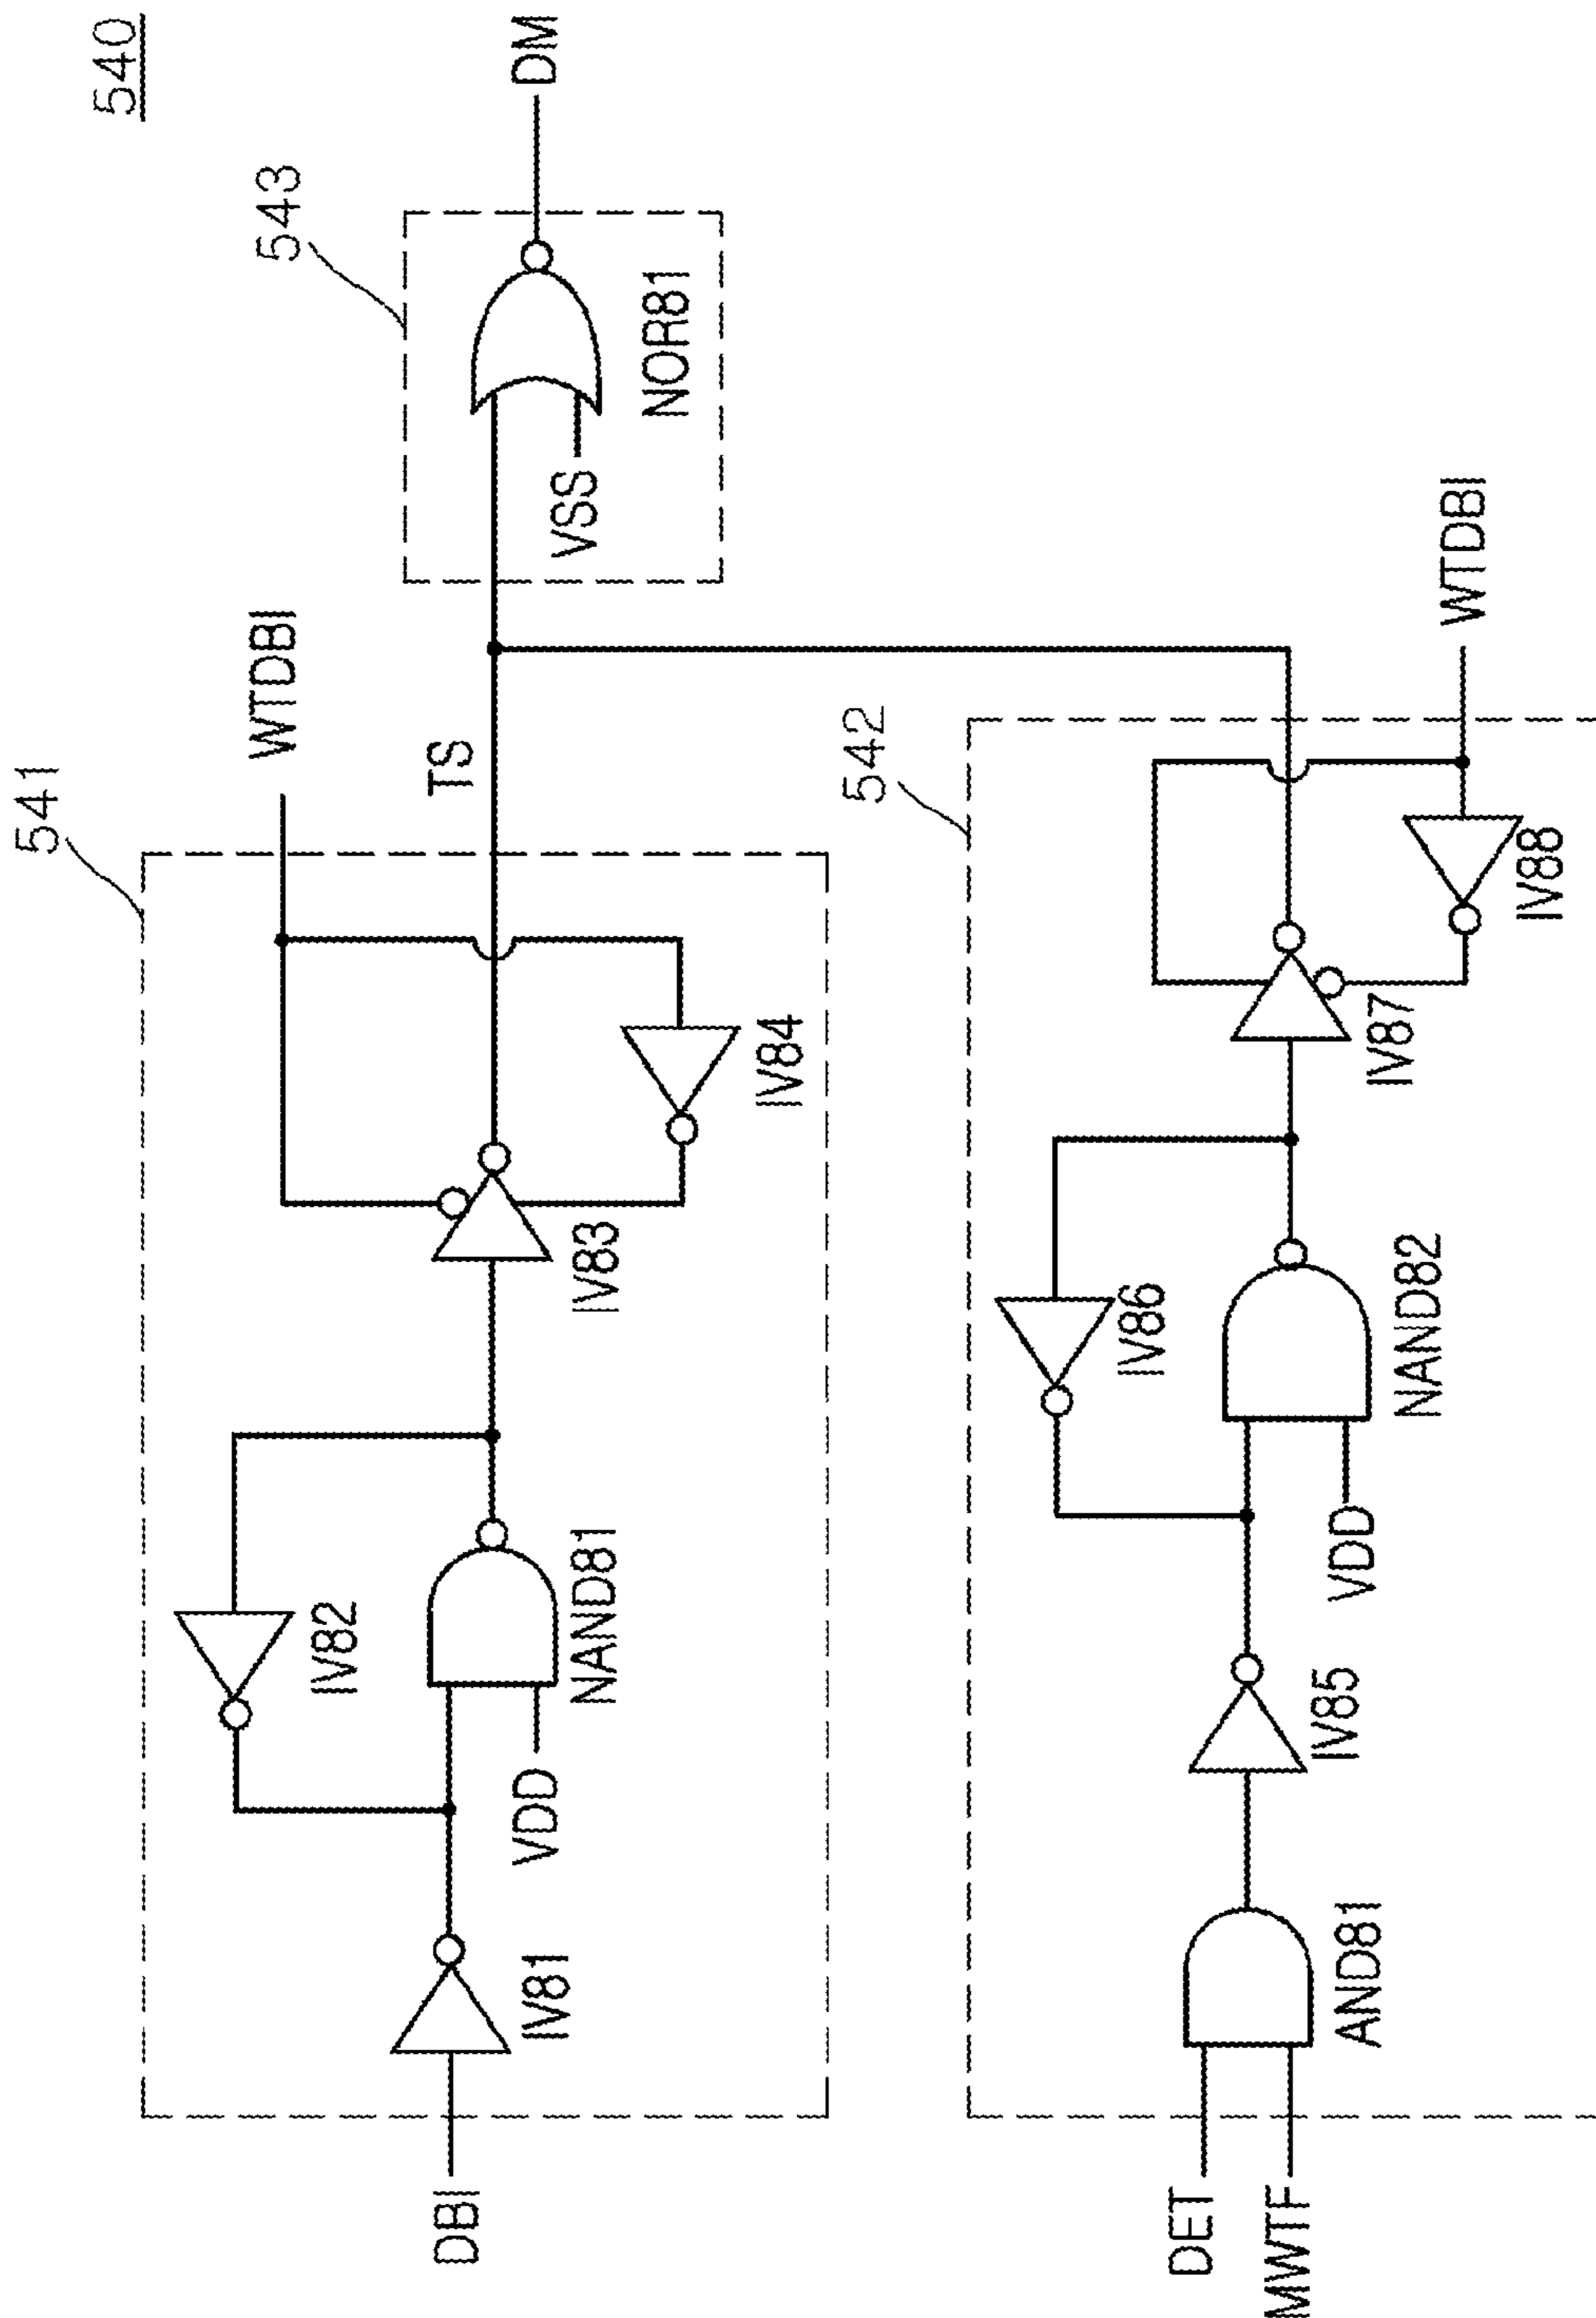 540
541
DBI
IV81
VDD
IV82
NAND81
IV83
IV84
WTDBI
TS
543
VSS
NOR81
DM
542
DET
MWTF
AND81
IV85
VDD
IV86
NAND82
IV87
IV88
WTDBI